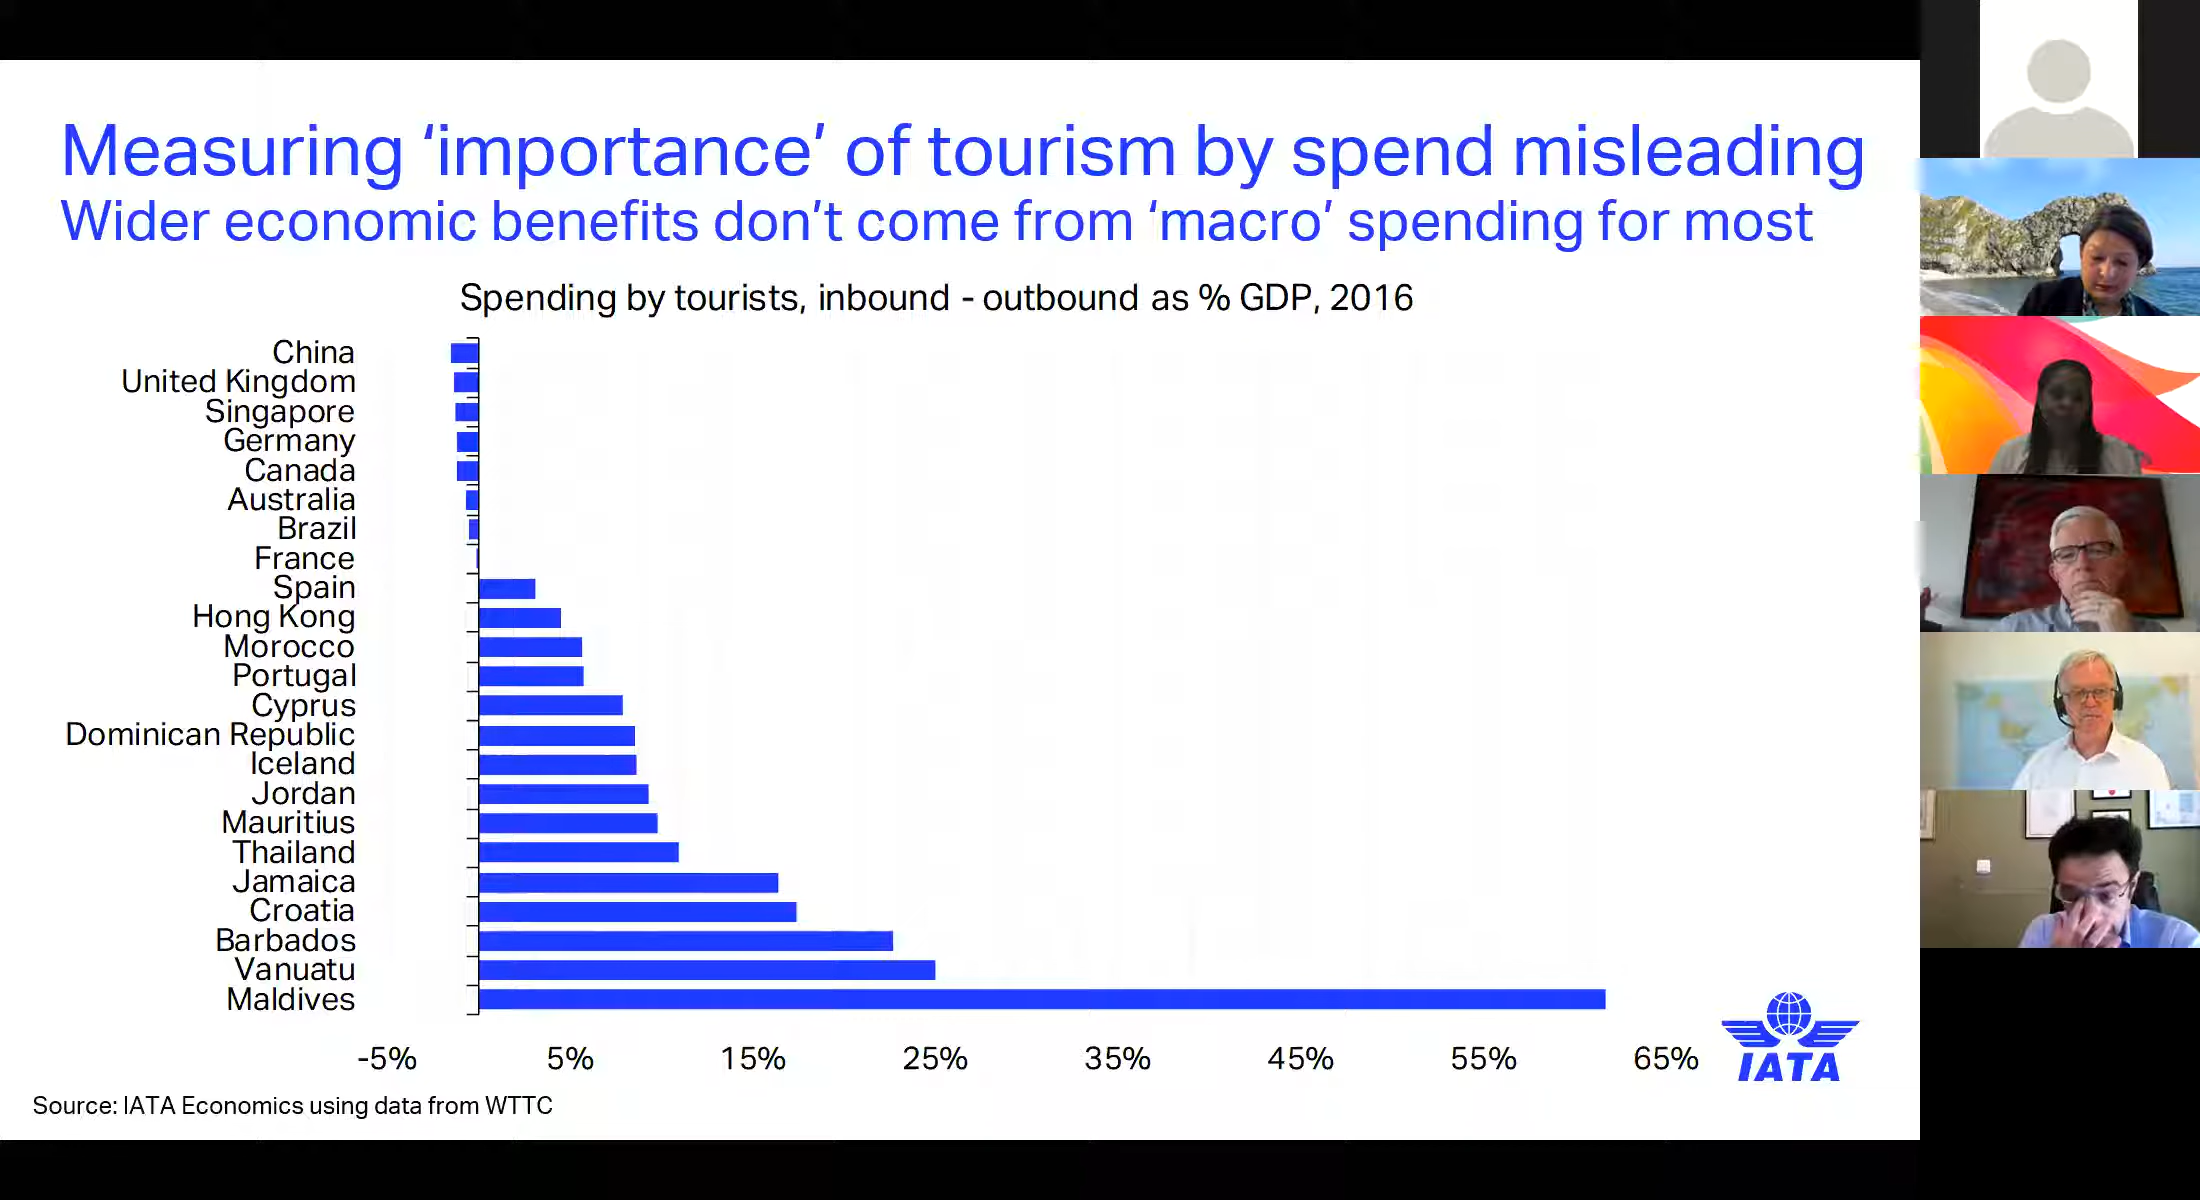 Measuring ‘importance’ of tourism by spend misleading
Wider economic benefits don’t come from ‘macro’ spending for most
Spending by tourists, inbound - outbound as % GDP, 2016
China
United Kingdom
Singapore
Germany
Canada
Australia
Brazil
France
Spain
Hong Kong
Morocco
Portugal
Cyprus
Dominican Republic
Iceland
Jordan
Mauritius
Thailand
Jamaica
Croatia
Barbados
Vanuatu
Maldives
-5% 5% 15% 25% 35% 45% 55% 65%
IATA
Source: IATA Economics using data from WTTC